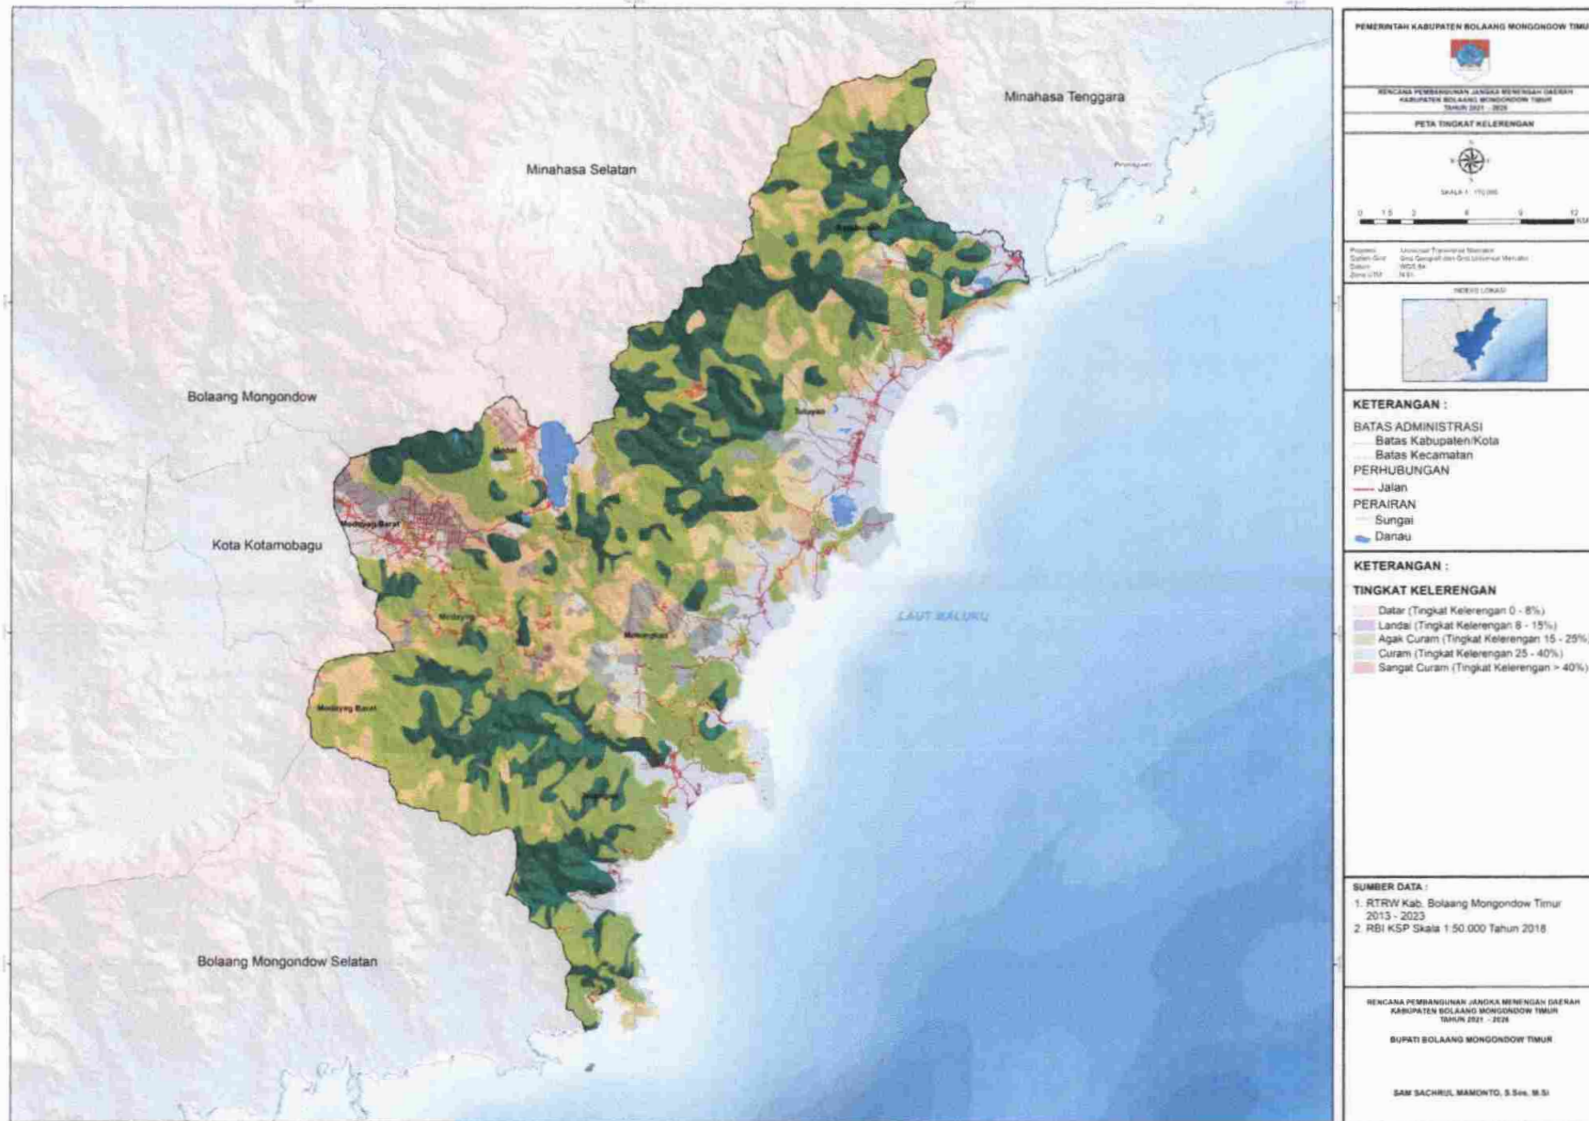 Minahasa Tenggara
Minahasa Selatan
Bolaang Mongondow
Kota Kotamobagu
Bolaang Mongondow Selatan
Tutuyan
Modayag Barat
Modayag
Modayag Barat
LAUT MALUKU
PEMERINTAH KABUPATEN BOLAANG MONGONDOW TIMUR
RENCANA PEMBANGUNAN JANGKA MENENGAH DAERAH
KABUPATEN BOLAANG MONGONDOW TIMUR
TAHUN 2021 - 2026
PETA TINGKAT KELERENGAN
INDEKS LOKASI
KETERANGAN :
BATAS ADMINISTRASI
Batas Kabupaten/Kota
Batas Kecamatan
PERHUBUNGAN
Jalan
PERAIRAN
Sungai
Danau
KETERANGAN :
TINGKAT KELERENGAN
Datar (Tingkat Kelerengan 0 - 8%)
Landai (Tingkat Kelerengan 8 - 15%)
Agak Curam (Tingkat Kelerengan 15 - 25%)
Curam (Tingkat Kelerengan 25 - 40%)
Sangat Curam (Tingkat Kelerengan > 40%)
SUMBER DATA :
1. RTRW Kab. Bolaang Mongondow Timur
2013 - 2023
2. RBI KSP Skala 1:50.000 Tahun 2018
RENCANA PEMBANGUNAN JANGKA MENENGAH DAERAH
KABUPATEN BOLAANG MONGONDOW TIMUR
TAHUN 2021 - 2026
BUPATI BOLAANG MONGONDOW TIMUR
SAM SACHRUL MAMONTO, S.Sos, M.Si